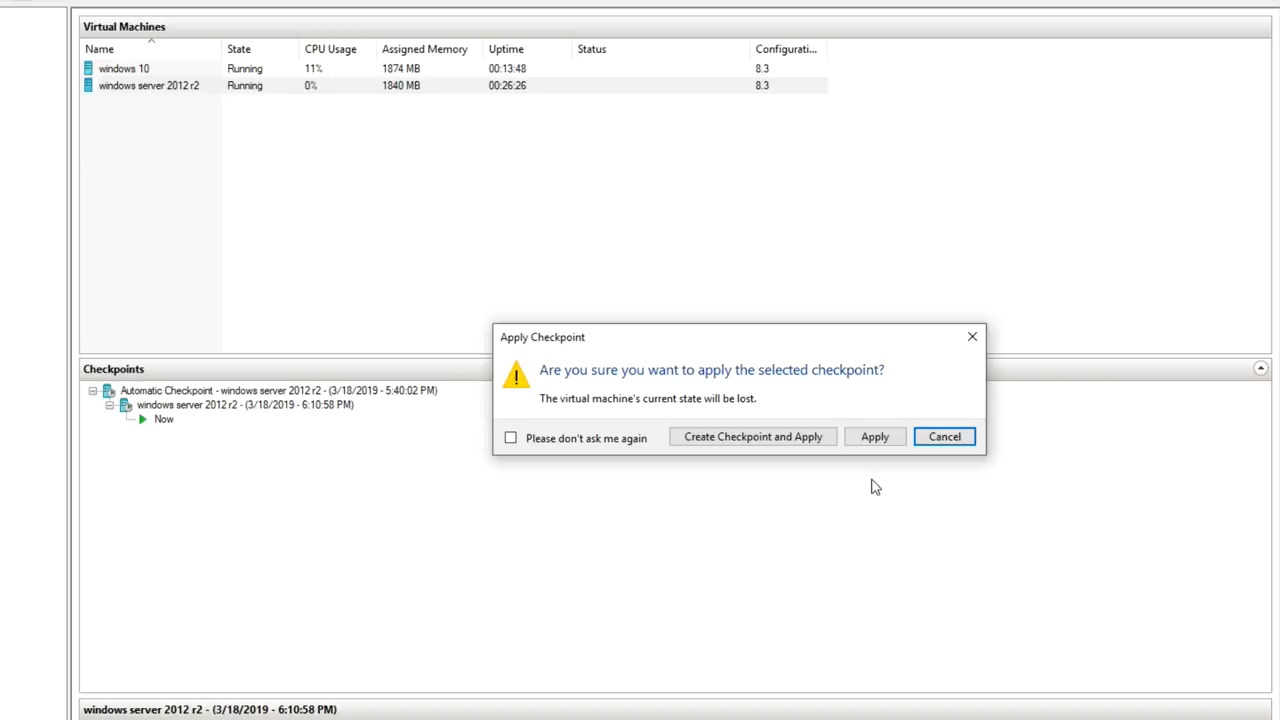 Virtual Machines
Name State CPU Usage Assigned Memory Uptime Status Configurati...
windows 10 Running 11% 1874 MB 00:13:48 8.3
windows server 2012 r2 Running 0% 1840 MB 00:26:26 8.3
Apply Checkpoint
Are you sure you want to apply the selected checkpoint?
The virtual machine's current state will be lost.
Please don't ask me again Create Checkpoint and Apply Apply Cancel
Checkpoints
Automatic Checkpoint - windows server 2012 r2 - (3/18/2019 - 5:40:02 PM)
windows server 2012 r2 - (3/18/2019 - 6:10:58 PM)
Now
windows server 2012 r2 - (3/18/2019 - 6:10:58 PM)